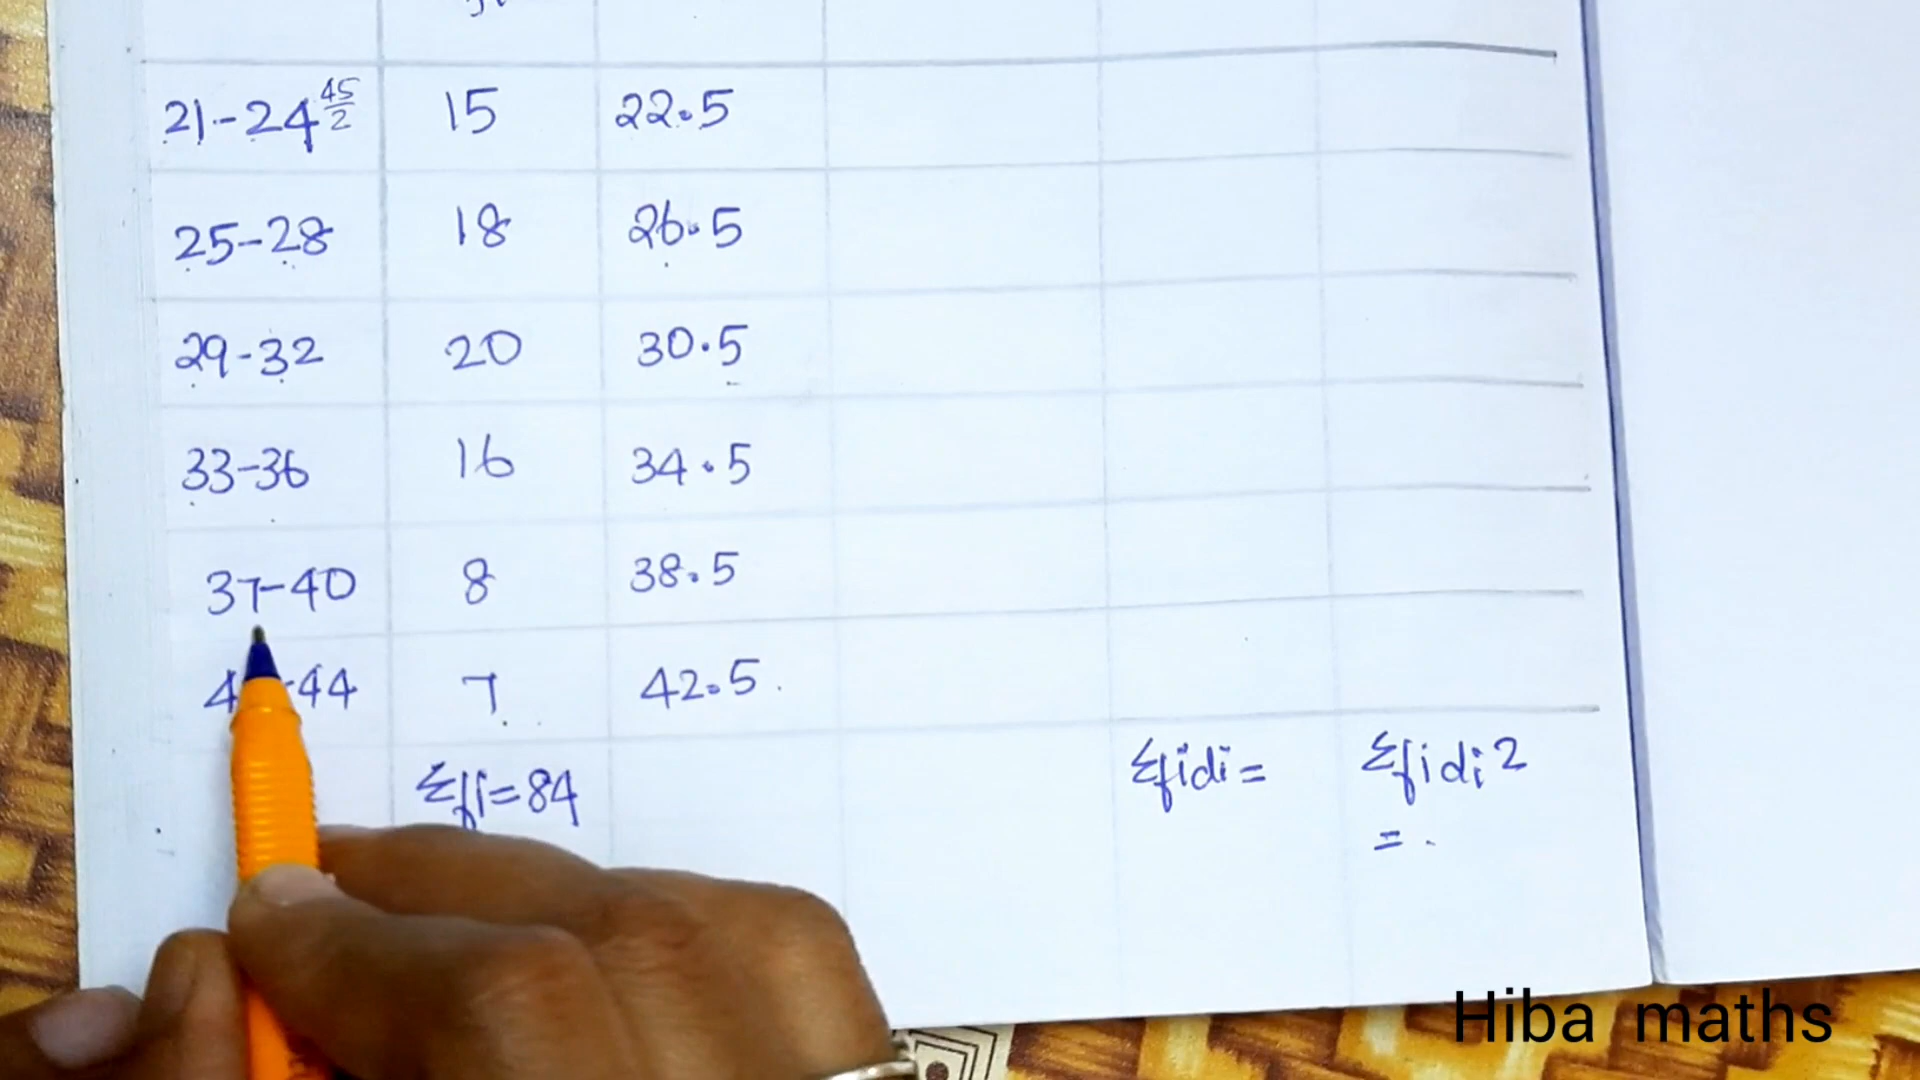 21-24 45/2 15 22.5
25-28 18 26.5
29-32 20 30.5
33-36 16 34.5
37-40 8 38.5
44 7 42.5
Σfi=84 Σfidi= Σfidi2
=
Hiba maths